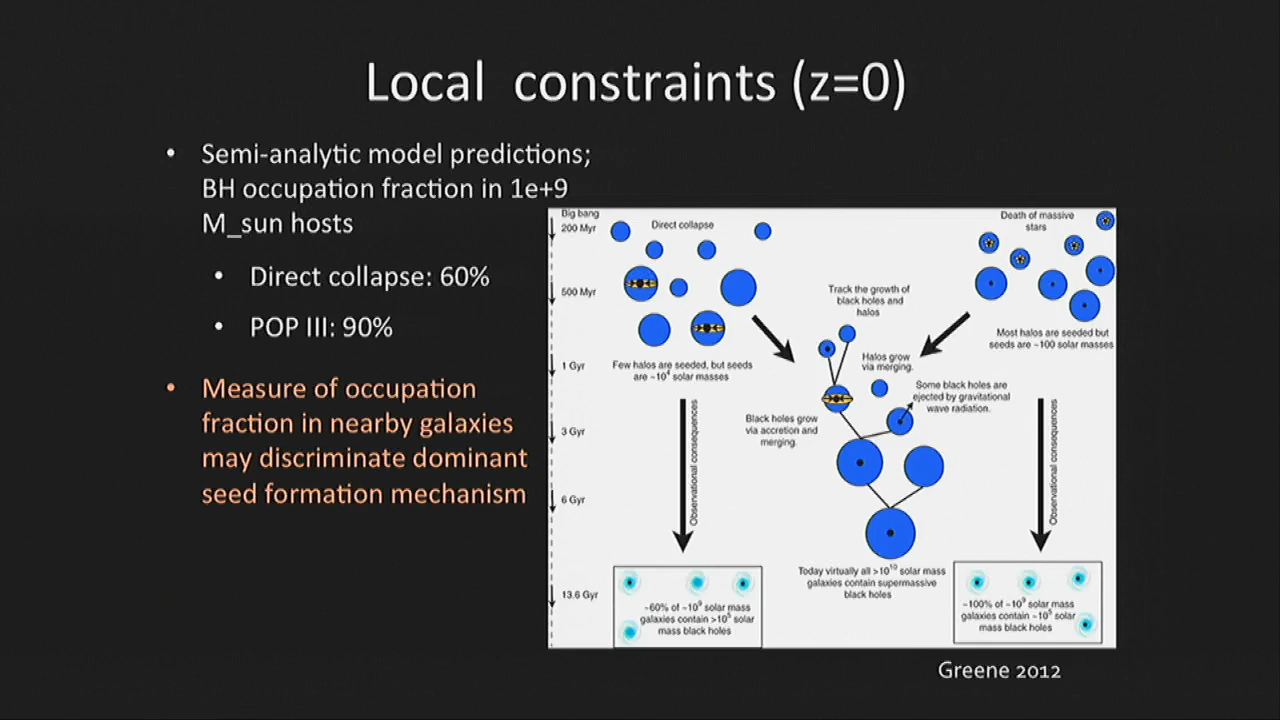 Local constraints (z=0)
• Semi-analytic model predictions;
BH occupation fraction in 1e+9
M_sun hosts
• Direct collapse: 60%
• POP III: 90%
• Measure of occupation
fraction in nearby galaxies
may discriminate dominant
seed formation mechanism
Big bang
200 Myr
500 Myr
1 Gyr
3 Gyr
6 Gyr
13.6 Gyr
Direct collapse
Few halos are seeded, but seeds
are ~10⁴ solar masses
Observational consequences
~60% of ~10⁹ solar mass
galaxies contain >10⁵ solar
mass black holes
Track the growth of
black holes and
halos
Halos grow
via merging.
Some black holes are
ejected by gravitational
wave radiation.
Black holes grow
via accretion and
merging.
Today virtually all >10¹⁰ solar mass
galaxies contain supermassive
black holes
Death of massive
stars
Most halos are seeded but
seeds are ~100 solar masses
Observational consequences
~100% of ~10⁹ solar mass
galaxies contain ~10⁵ solar
mass black holes
Greene 2012